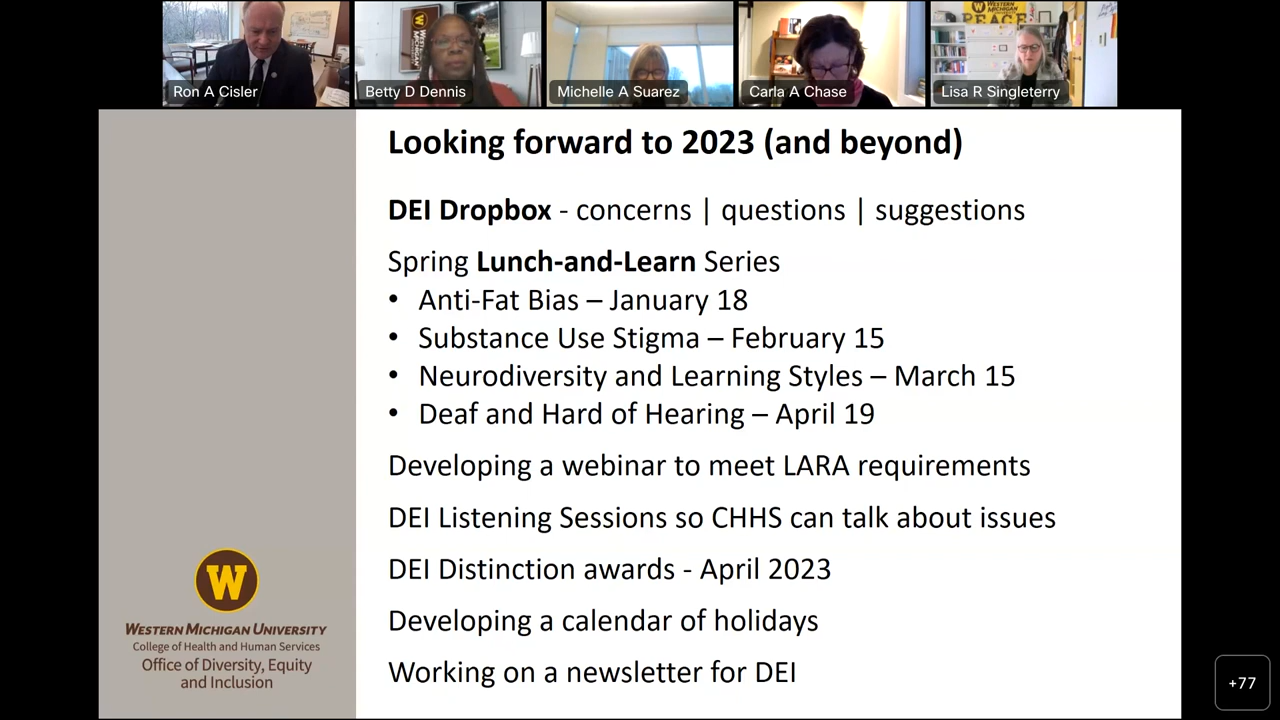 WESTERN MICHIGAN UNIVERSITY
PEACE
Ron A Cisler
Betty D Dennis
Michelle A Suarez
Carla A Chase
Lisa R Singleterry
Looking forward to 2023 (and beyond)
DEI Dropbox - concerns | questions | suggestions
Spring Lunch-and-Learn Series
• Anti-Fat Bias – January 18
• Substance Use Stigma – February 15
• Neurodiversity and Learning Styles – March 15
• Deaf and Hard of Hearing – April 19
Developing a webinar to meet LARA requirements
DEI Listening Sessions so CHHS can talk about issues
DEI Distinction awards - April 2023
Developing a calendar of holidays
Working on a newsletter for DEI
W
WESTERN MICHIGAN UNIVERSITY
College of Health and Human Services
Office of Diversity, Equity
and Inclusion
+77